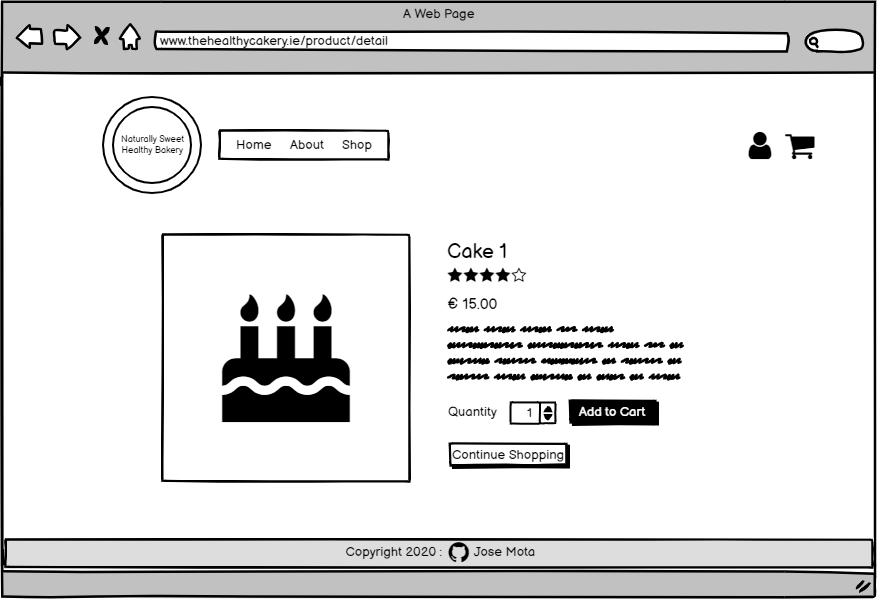 A Web Page
www.thehealthycakery.ie/product/detail
Naturally Sweet
Healthy Bakery
Home About Shop
Cake 1
€ 15.00
Quantity 1 Add to Cart
Continue Shopping
Copyright 2020 : Jose Mota